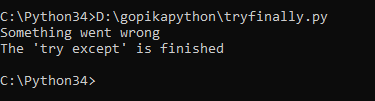 C:\Python34>D:\gopikapython\tryfinally.py
Something went wrong
The 'try except' is finished
C:\Python34>